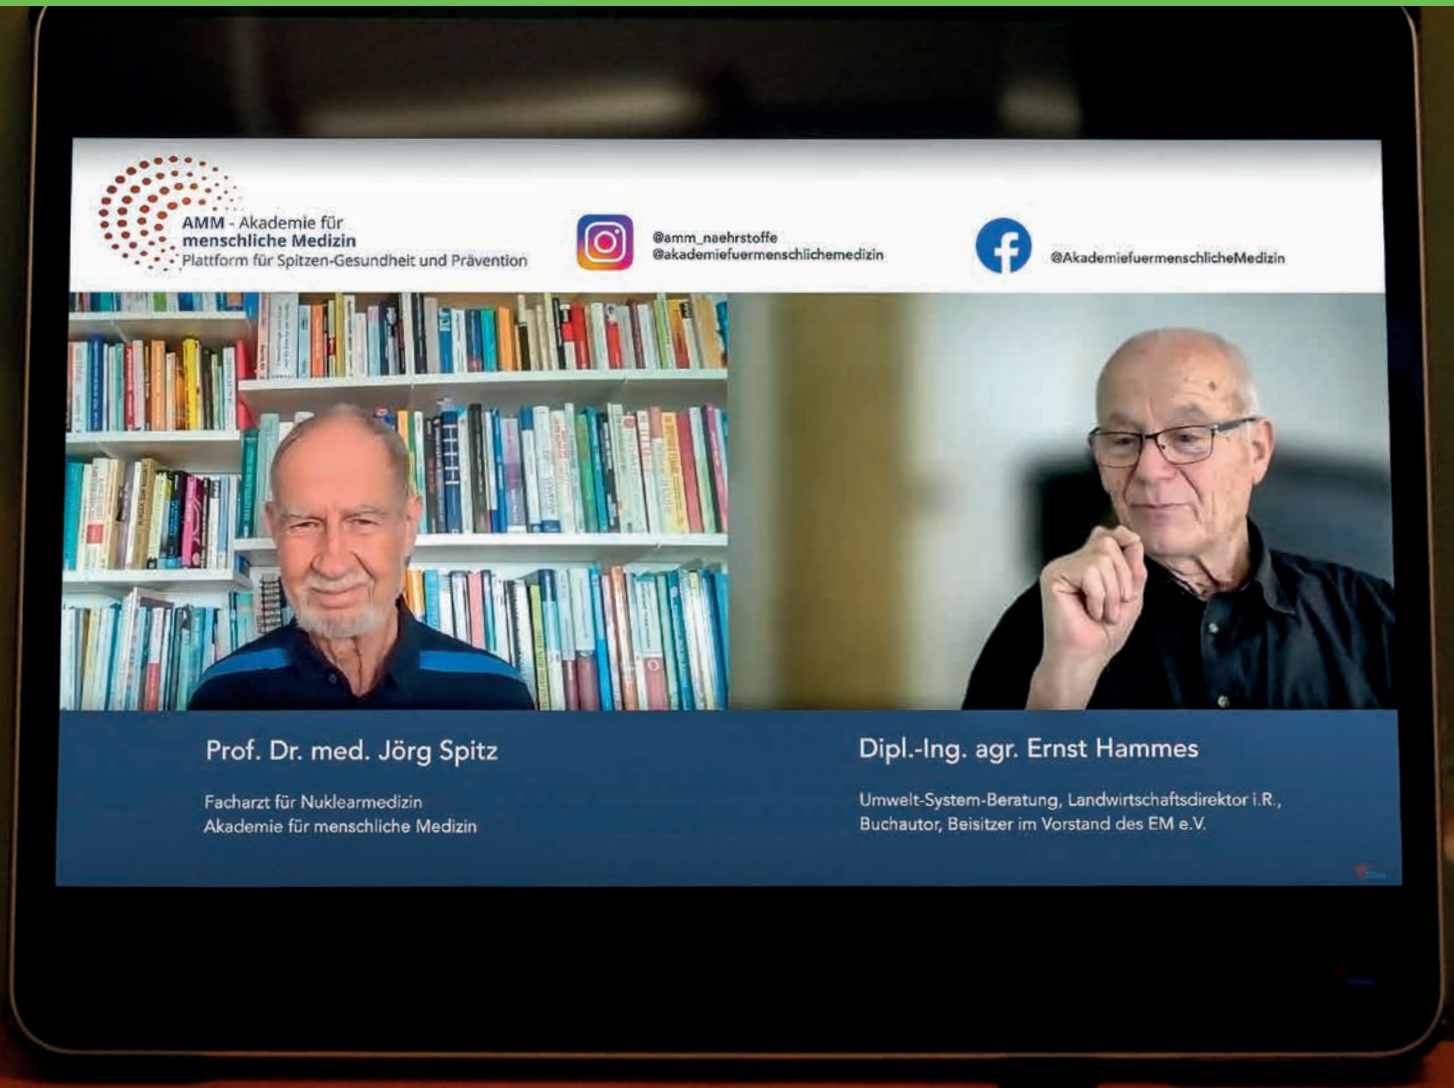 AMM - Akademie für
menschliche Medizin
Plattform für Spitzen-Gesundheit und Prävention
@amm_naehrstoffe
@akademiefuermenschlichemedizin
@AkademiefuermenschlicheMedizin
Prof. Dr. med. Jörg Spitz
Facharzt für Nuklearmedizin
Akademie für menschliche Medizin
Dipl.-Ing. agr. Ernst Hammes
Umwelt-System-Beratung, Landwirtschaftsdirektor i.R.,
Buchautor, Beisitzer im Vorstand des EM e.V.